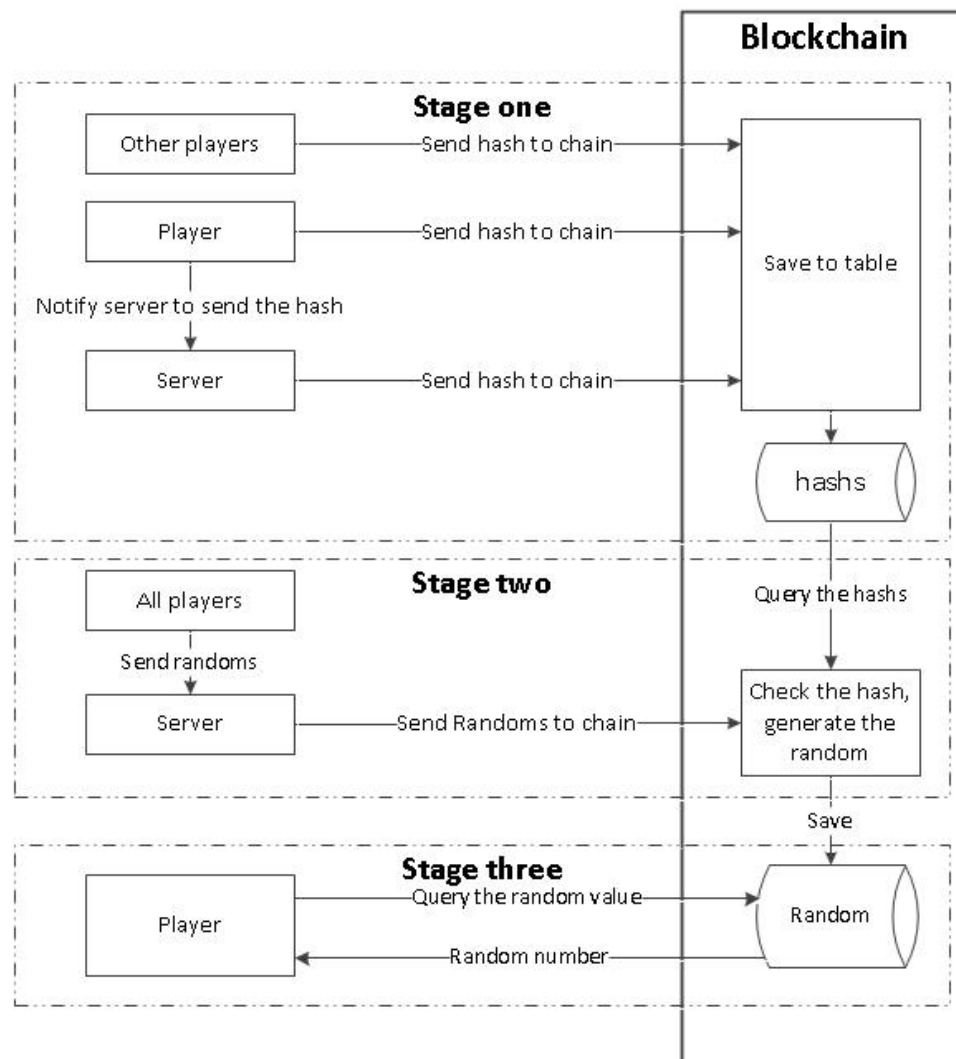 Blockchain
Stage one
Other players
Send hash to chain
Player
Send hash to chain
Save to table
Notify server to send the hash
Server
Send hash to chain
hashs
Stage two
All players
Query the hashs
Send randoms
Server
Send Randoms to chain
Check the hash,
generate the
random
Save
Stage three
Player
Query the random value
Random
Random number